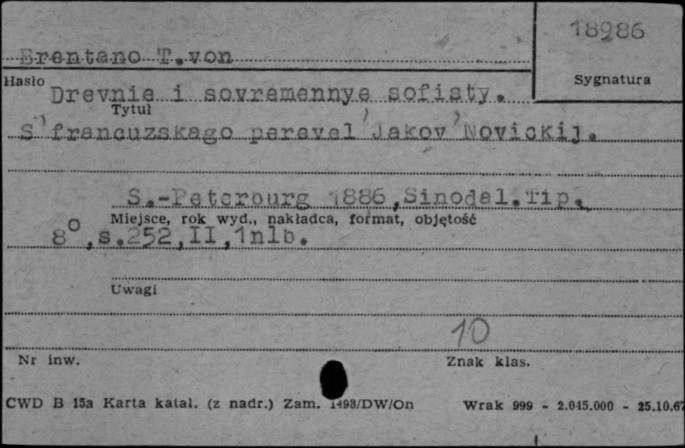 18986
Brentano T.von
Hasło
Sygnatura
Drevnie i sovremennye sofisty.
Tytuł
S' francuzskago perevel 'Jakov' Novickij.
S.-Peterburg 1886, Sinodal.Tip.
Miejsce, rok wyd., nakładca, format, objętość
8°, s.252, II, 1nlb.
Uwagi
10
Nr inw.
Znak klas.
CWD B 15a Karta katal. (z nadr.) Zam. 1498/DW/On
Wrak 999 - 2.045.000 - 25.10.67